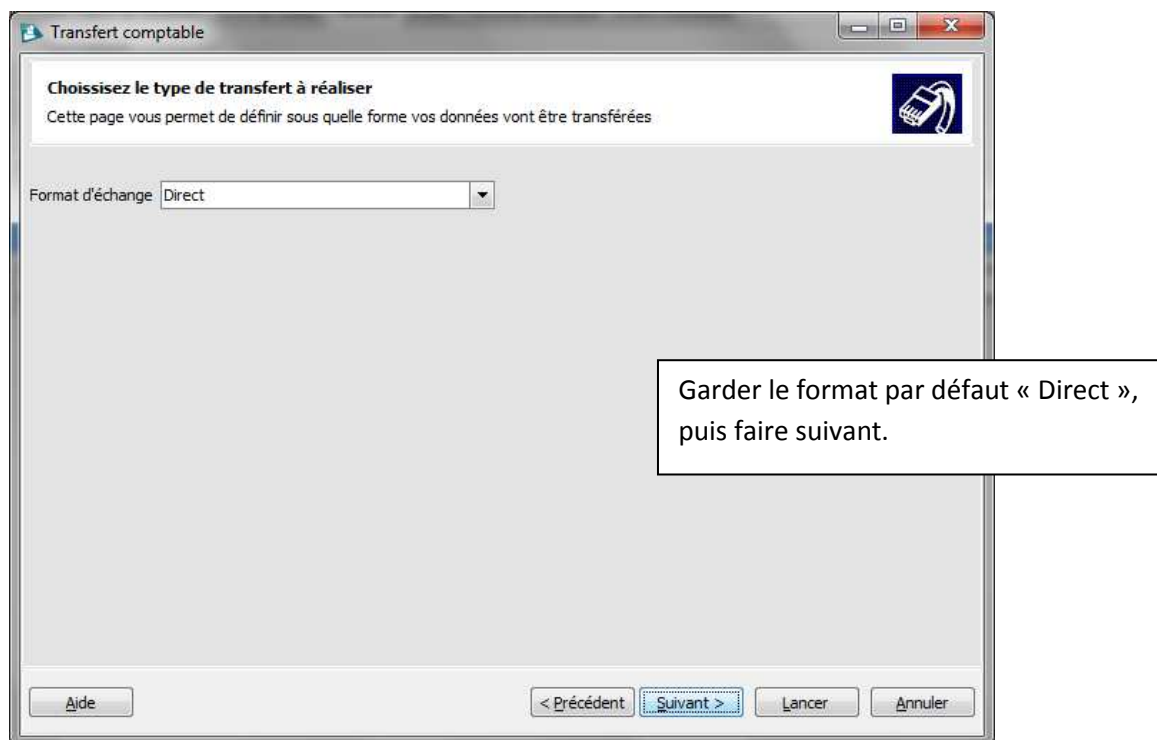 Transfert comptable
Choissisez le type de transfert à réaliser
Cette page vous permet de définir sous quelle forme vos données vont être transférées
Format d'échange Direct
Garder le format par défaut « Direct »,
puis faire suivant.
Aide
< Précédent
Suivant >
Lancer
Annuler